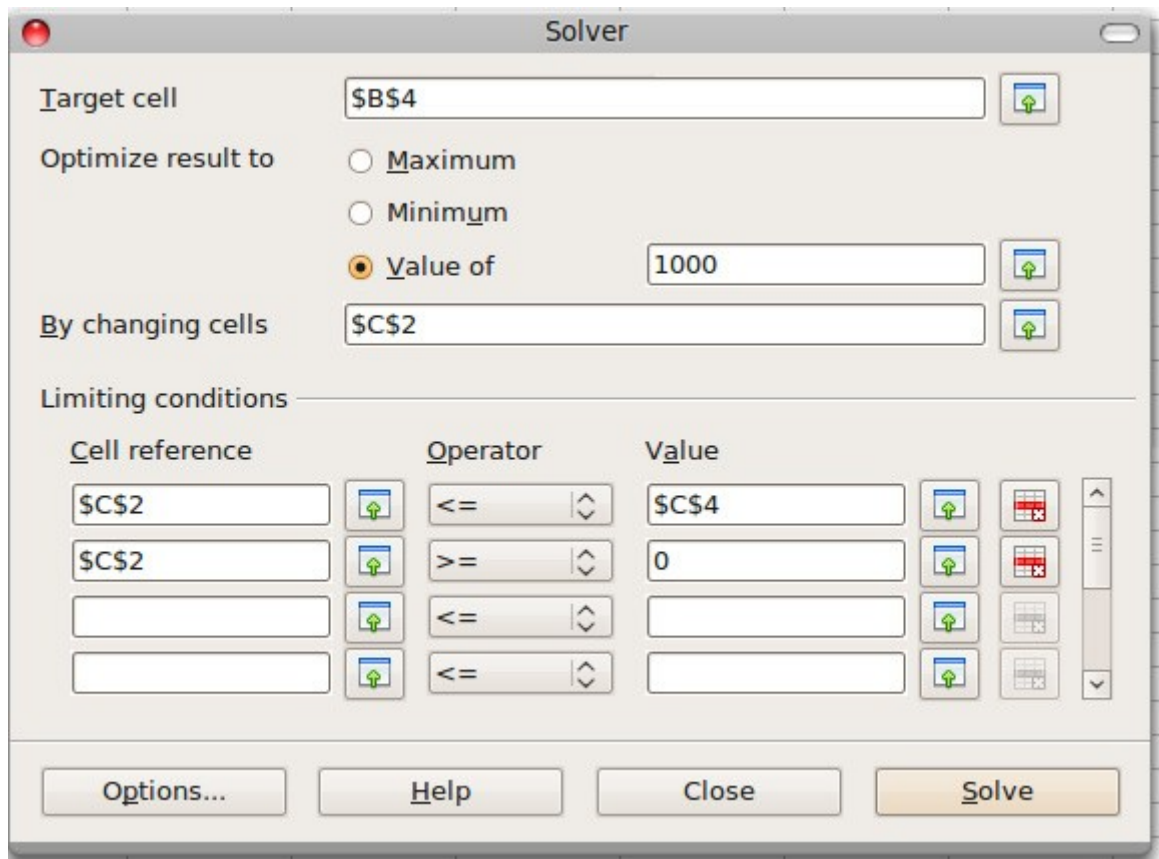 Solver
Target cell $B$4
Optimize result to Maximum
Minimum
Value of 1000
By changing cells $C$2
Limiting conditions
Cell reference Operator Value
$C$2 <= $C$4
$C$2 >= 0
<=
<=
Options... Help Close Solve